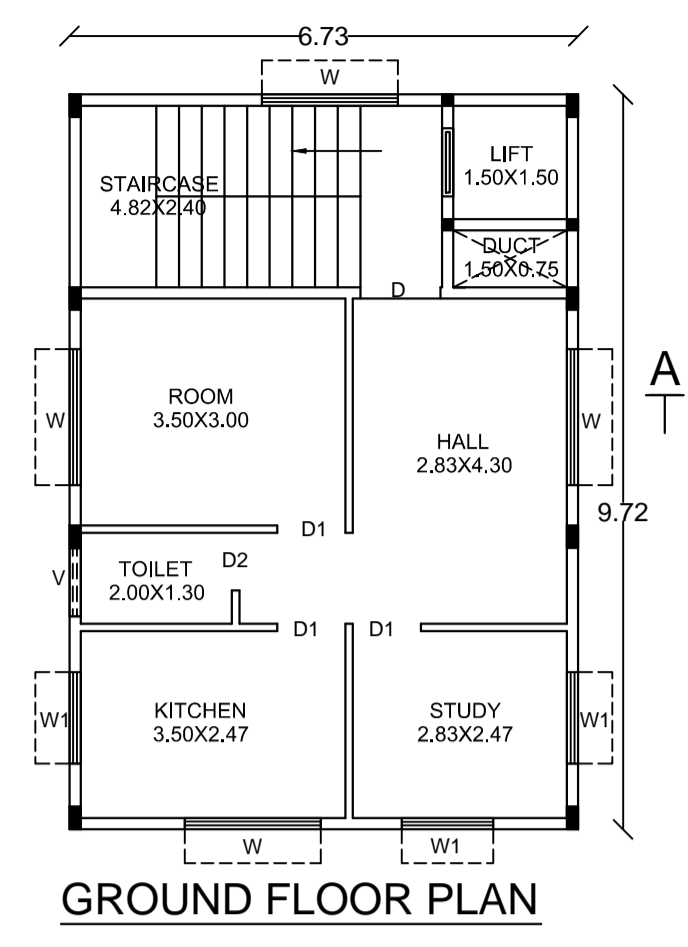 6.73
W
STAIRCASE
4.82X2.40
LIFT
1.50X1.50
DUCT
1.50X0.75
D
ROOM
3.50X3.00
W
HALL
2.83X4.30
W
A
9.72
D1
D2
TOILET
2.00X1.30
V
D1
D1
KITCHEN
3.50X2.47
STUDY
2.83X2.47
W1
W1
W
W1
GROUND FLOOR PLAN